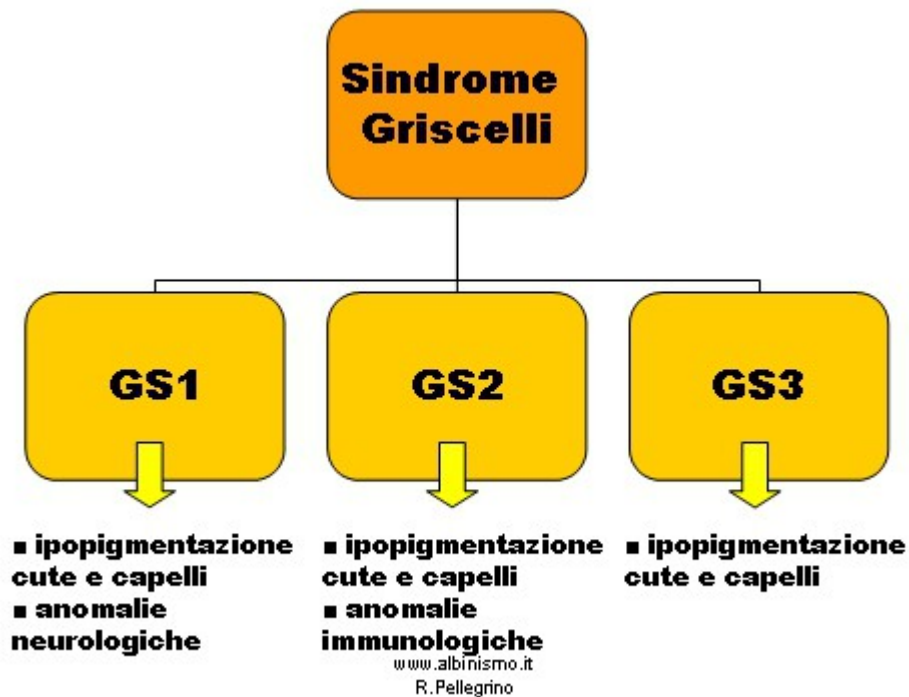 Sindrome
Griscelli
GS1
GS2
GS3
▪ ipopigmentazione
cute e capelli
▪ anomalie
neurologiche
▪ ipopigmentazione
cute e capelli
▪ anomalie
immunologiche
▪ ipopigmentazione
cute e capelli
www.albinismo.it
R.Pellegrino